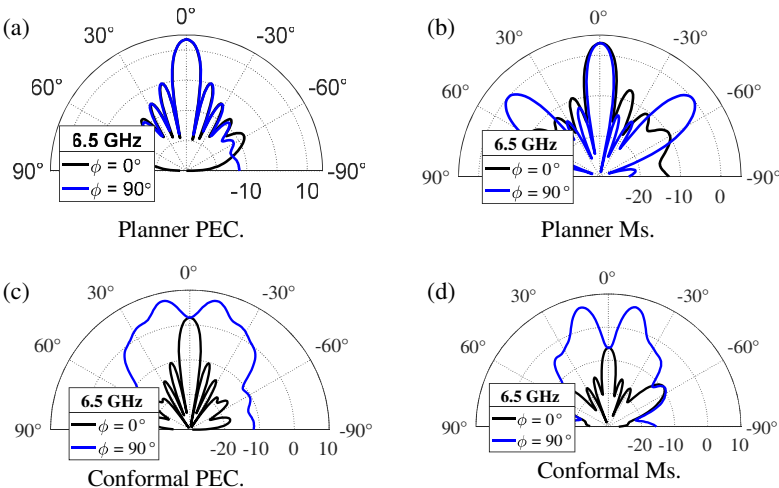 (a)
0°
30°
-30°
60°
-60°
90°
-90°
6.5 GHz
ϕ = 0°
ϕ = 90°
-10 10
Planner PEC.
(b)
0°
30°
-30°
60°
-60°
90°
-90°
6.5 GHz
ϕ = 0°
ϕ = 90°
-20 -10 0
Planner Ms.
(c)
0°
30°
-30°
60°
-60°
90°
-90°
6.5 GHz
ϕ = 0°
ϕ = 90°
-20 -10 0 10
Conformal PEC.
(d)
0°
30°
-30°
60°
-60°
90°
-90°
6.5 GHz
ϕ = 0°
ϕ = 90°
-20 -10 0 10
Conformal Ms.